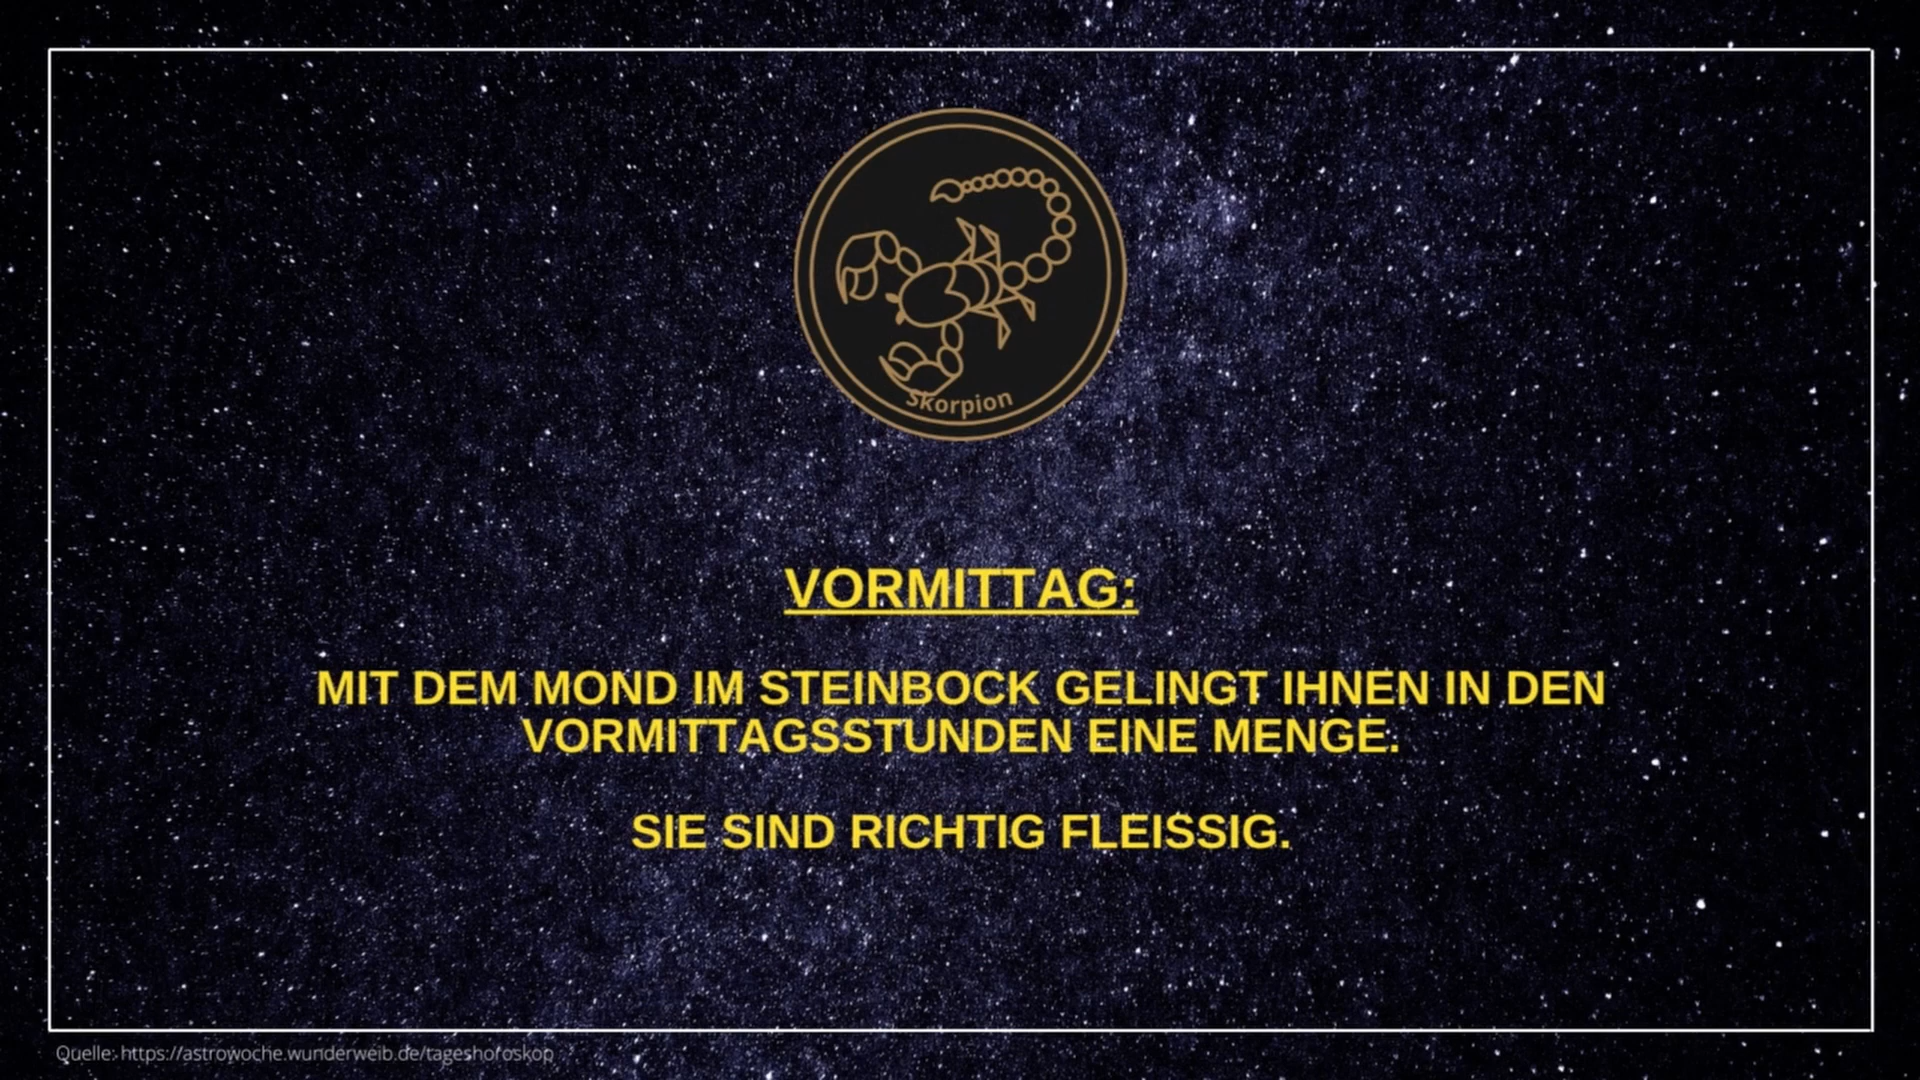 Skorpion
VORMITTAG:
MIT DEM MOND IM STEINBOCK GELINGT IHNEN IN DEN
VORMITTAGSSTUNDEN EINE MENGE.
SIE SIND RICHTIG FLEISSIG.
Quelle: https://astrowoche.wunderweib.de/tageshoroskop